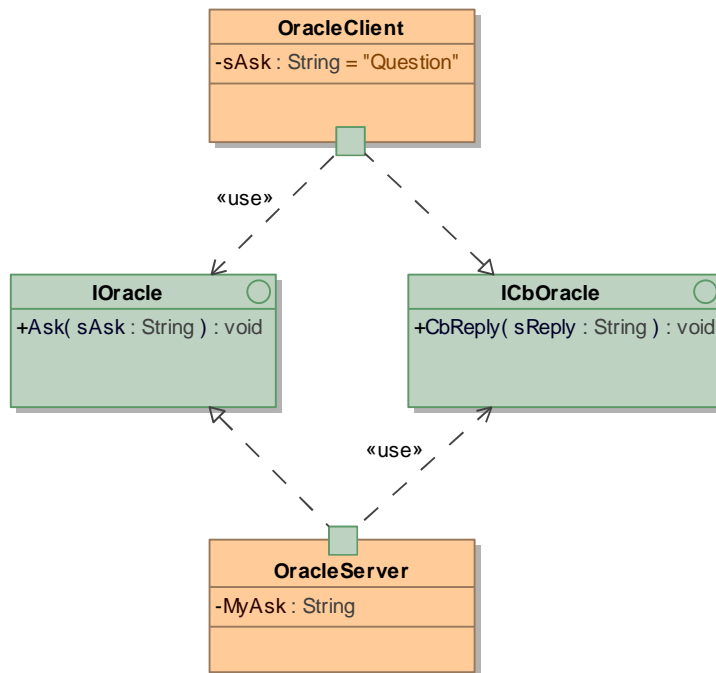 OracleClient
-sAsk : String = "Question"
«use»
IOracle
+Ask( sAsk : String ) : void
ICbOracle
+CbReply( sReply : String ) : void
«use»
OracleServer
-MyAsk : String